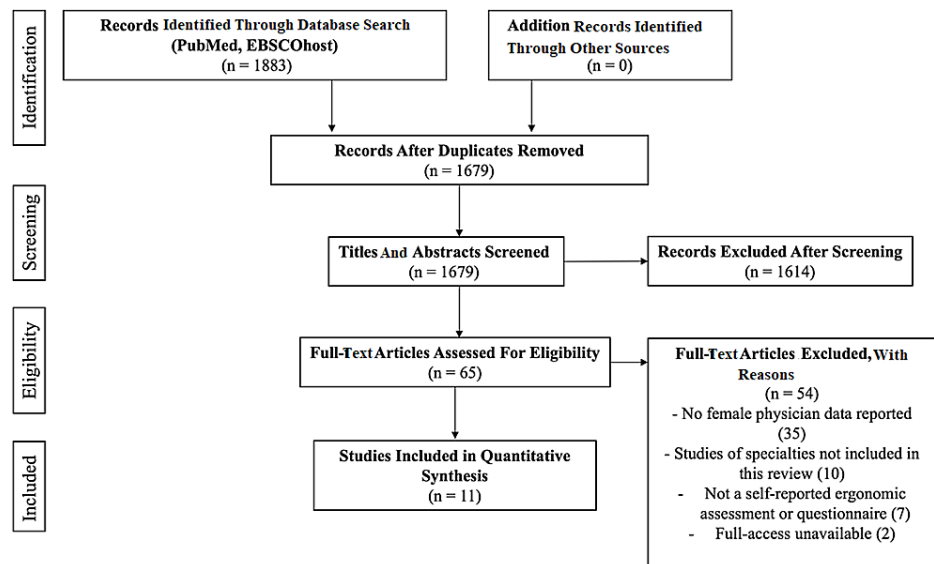 Identification
Records Identified Through Database Search
(PubMed, EBSCOhost)
(n = 1883)
Addition Records Identified
Through Other Sources
(n = 0)
Records After Duplicates Removed
(n = 1679)
Screening
Titles And Abstracts Screened
(n = 1679)
Records Excluded After Screening
(n = 1614)
Eligibility
Full-Text Articles Assessed For Eligibility
(n = 65)
Full-Text Articles Excluded, With
Reasons
(n = 54)
- No female physician data reported
(35)
- Studies of specialties not included in
this review (10)
- Not a self-reported ergonomic
assessment or questionnaire (7)
- Full-access unavailable (2)
Included
Studies Included in Quantitative
Synthesis
(n = 11)